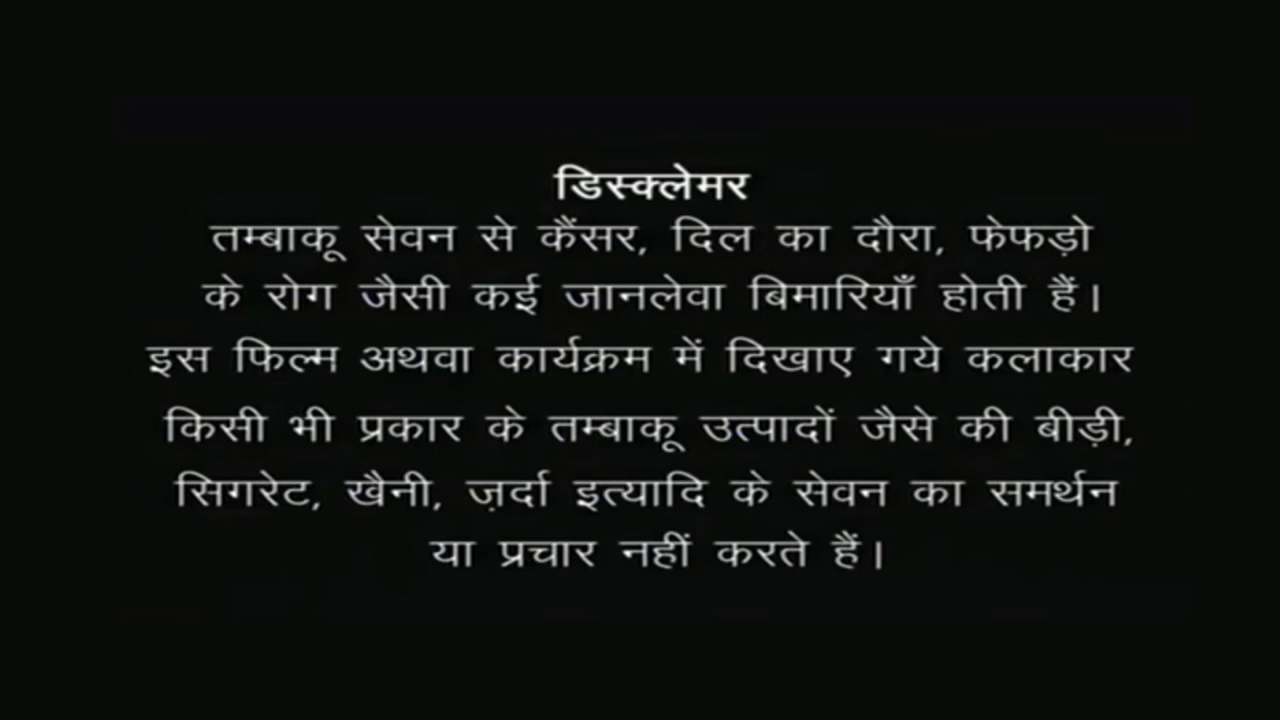 डिस्क्लेमर
तम्बाकू सेवन से कैंसर, दिल का दौरा, फेफड़ो
के रोग जैसी कई जानलेवा बिमारियाँ होती हैं।
इस फिल्म अथवा कार्यक्रम में दिखाए गये कलाकार
किसी भी प्रकार के तम्बाकू उत्पादों जैसे की बीड़ी,
सिगरेट, खैनी, ज़र्दा इत्यादि के सेवन का समर्थन
या प्रचार नहीं करते हैं।